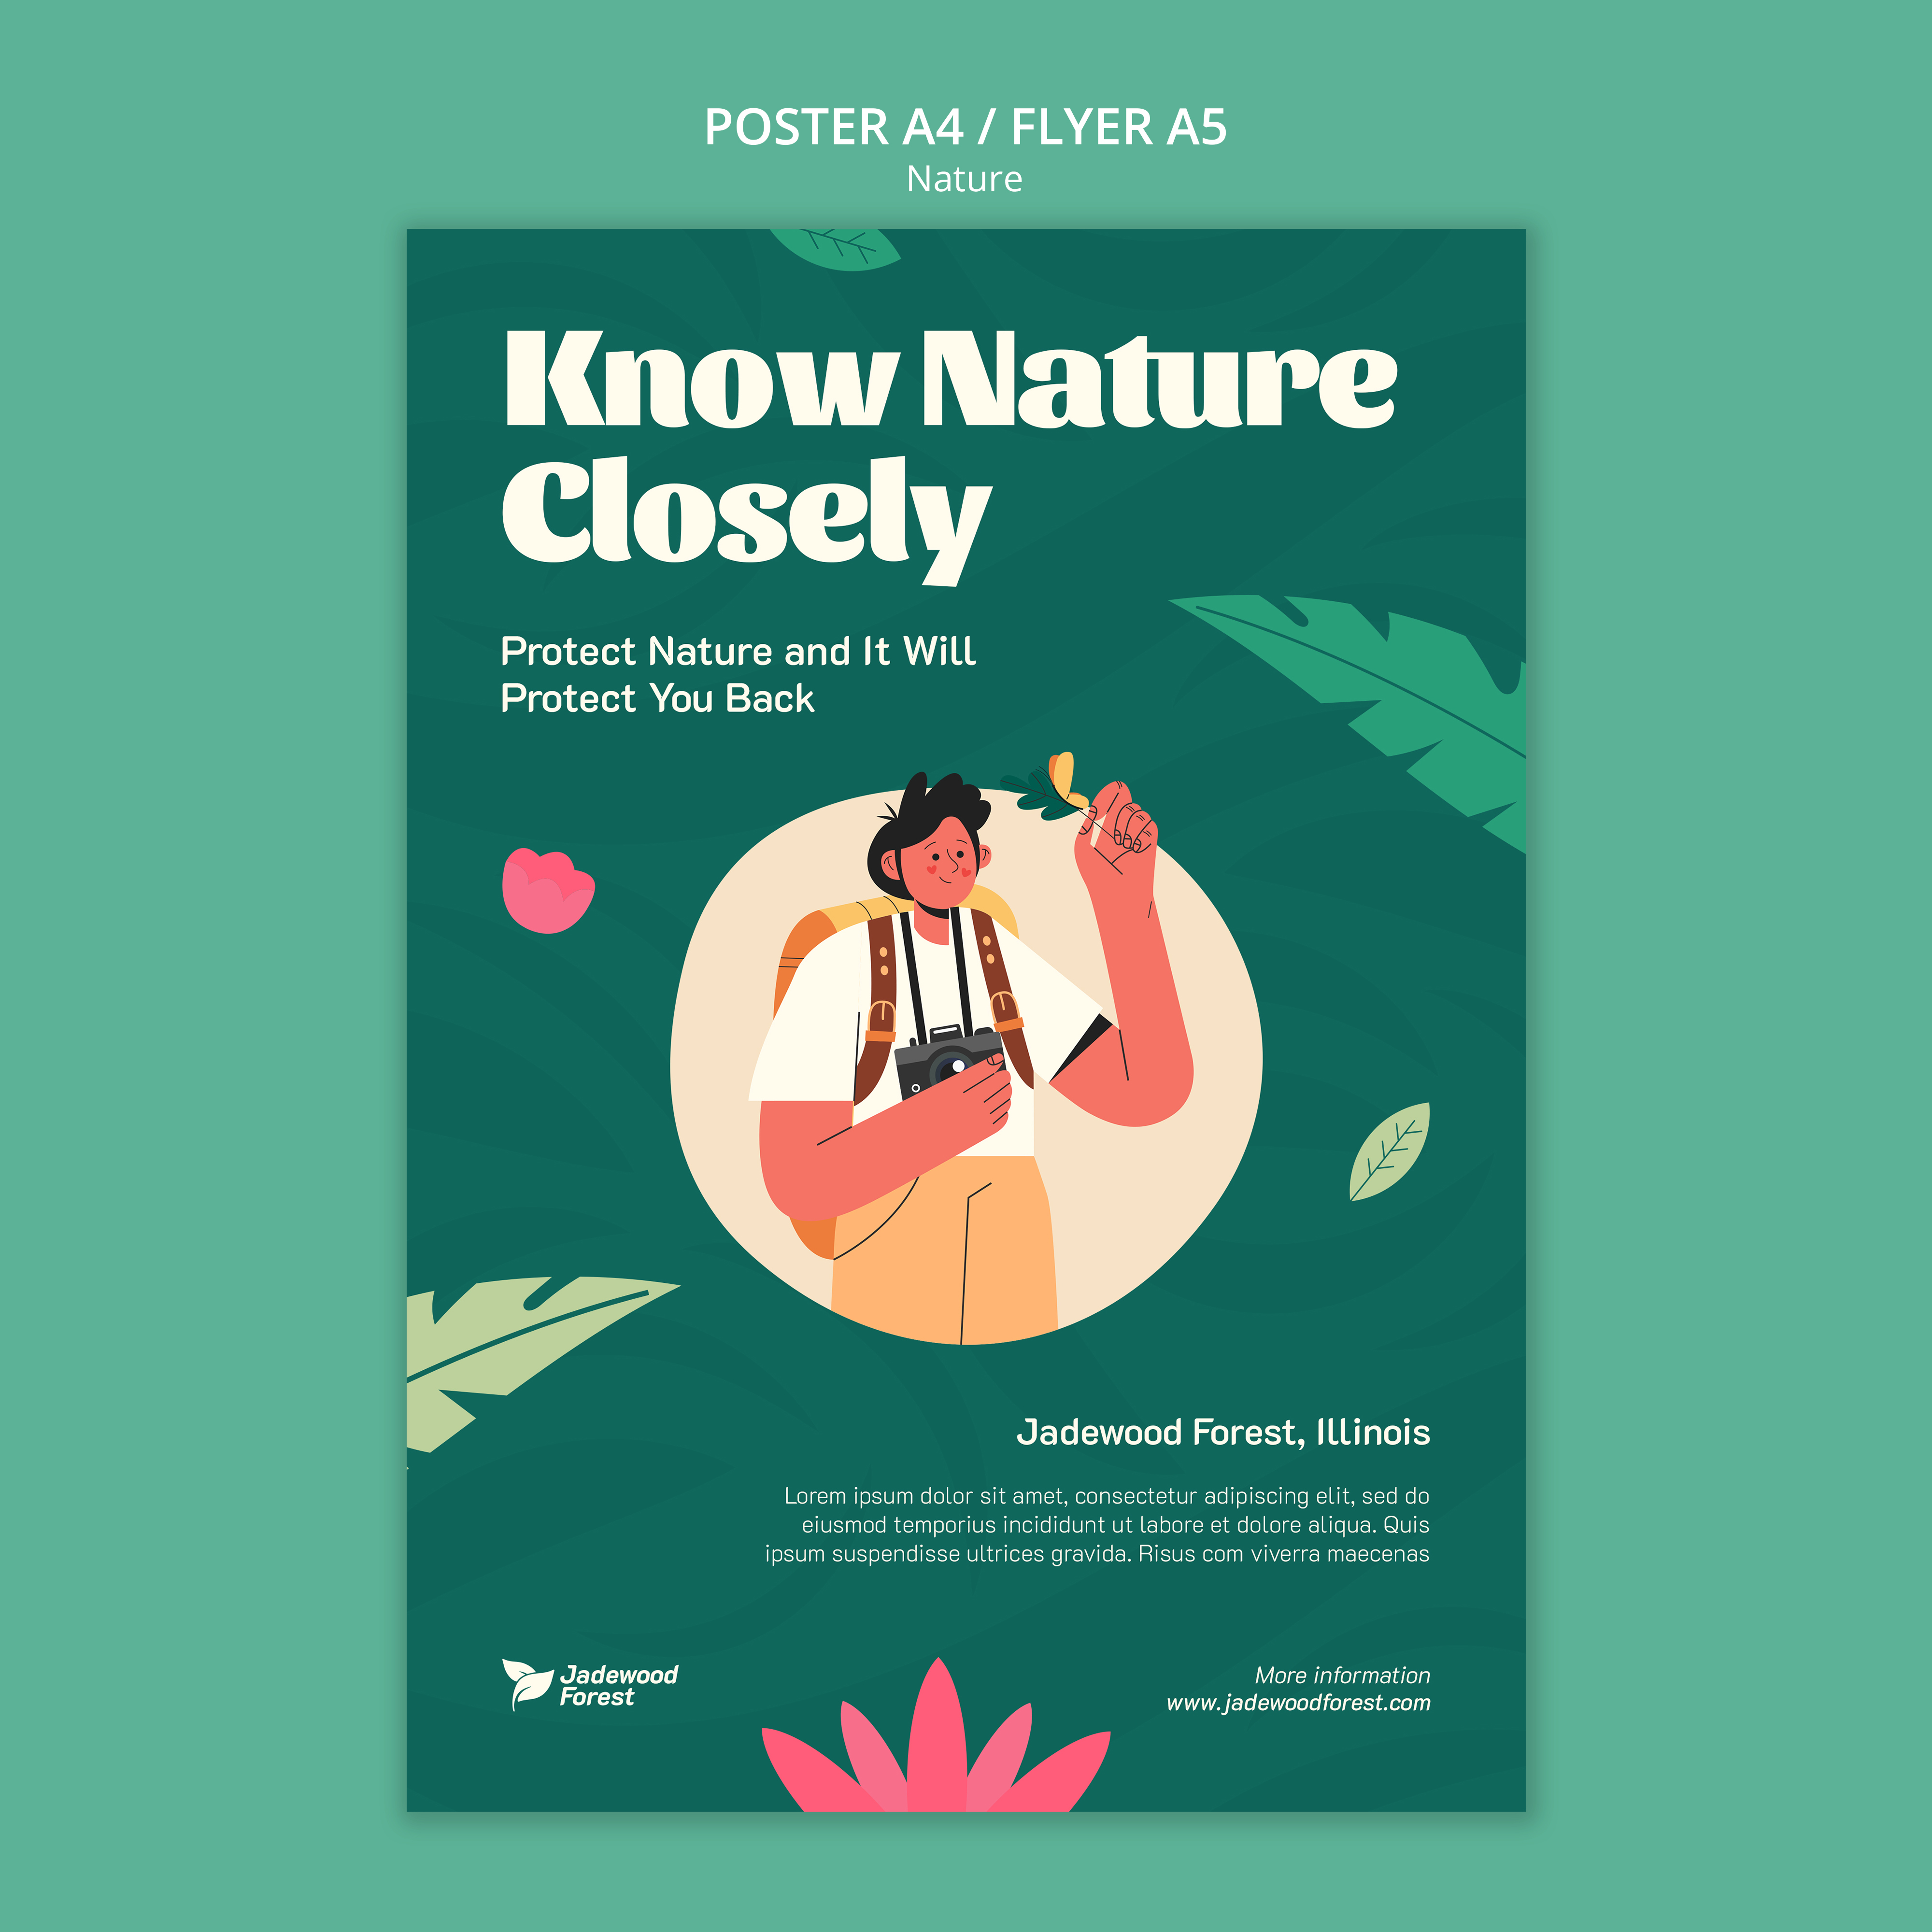 POSTER A4 / FLYER A5
Nature
Know Nature
Closely
Protect Nature and It Will
Protect You Back
Jadewood Forest, Illinois
Lorem ipsum dolor sit amet, consectetur adipiscing elit, sed do
eiusmod temporius incididunt ut labore et dolore aliqua. Quis
ipsum suspendisse ultrices gravida. Risus com viverra maecenas
Jadewood
Forest
More information
www.jadewoodforest.com